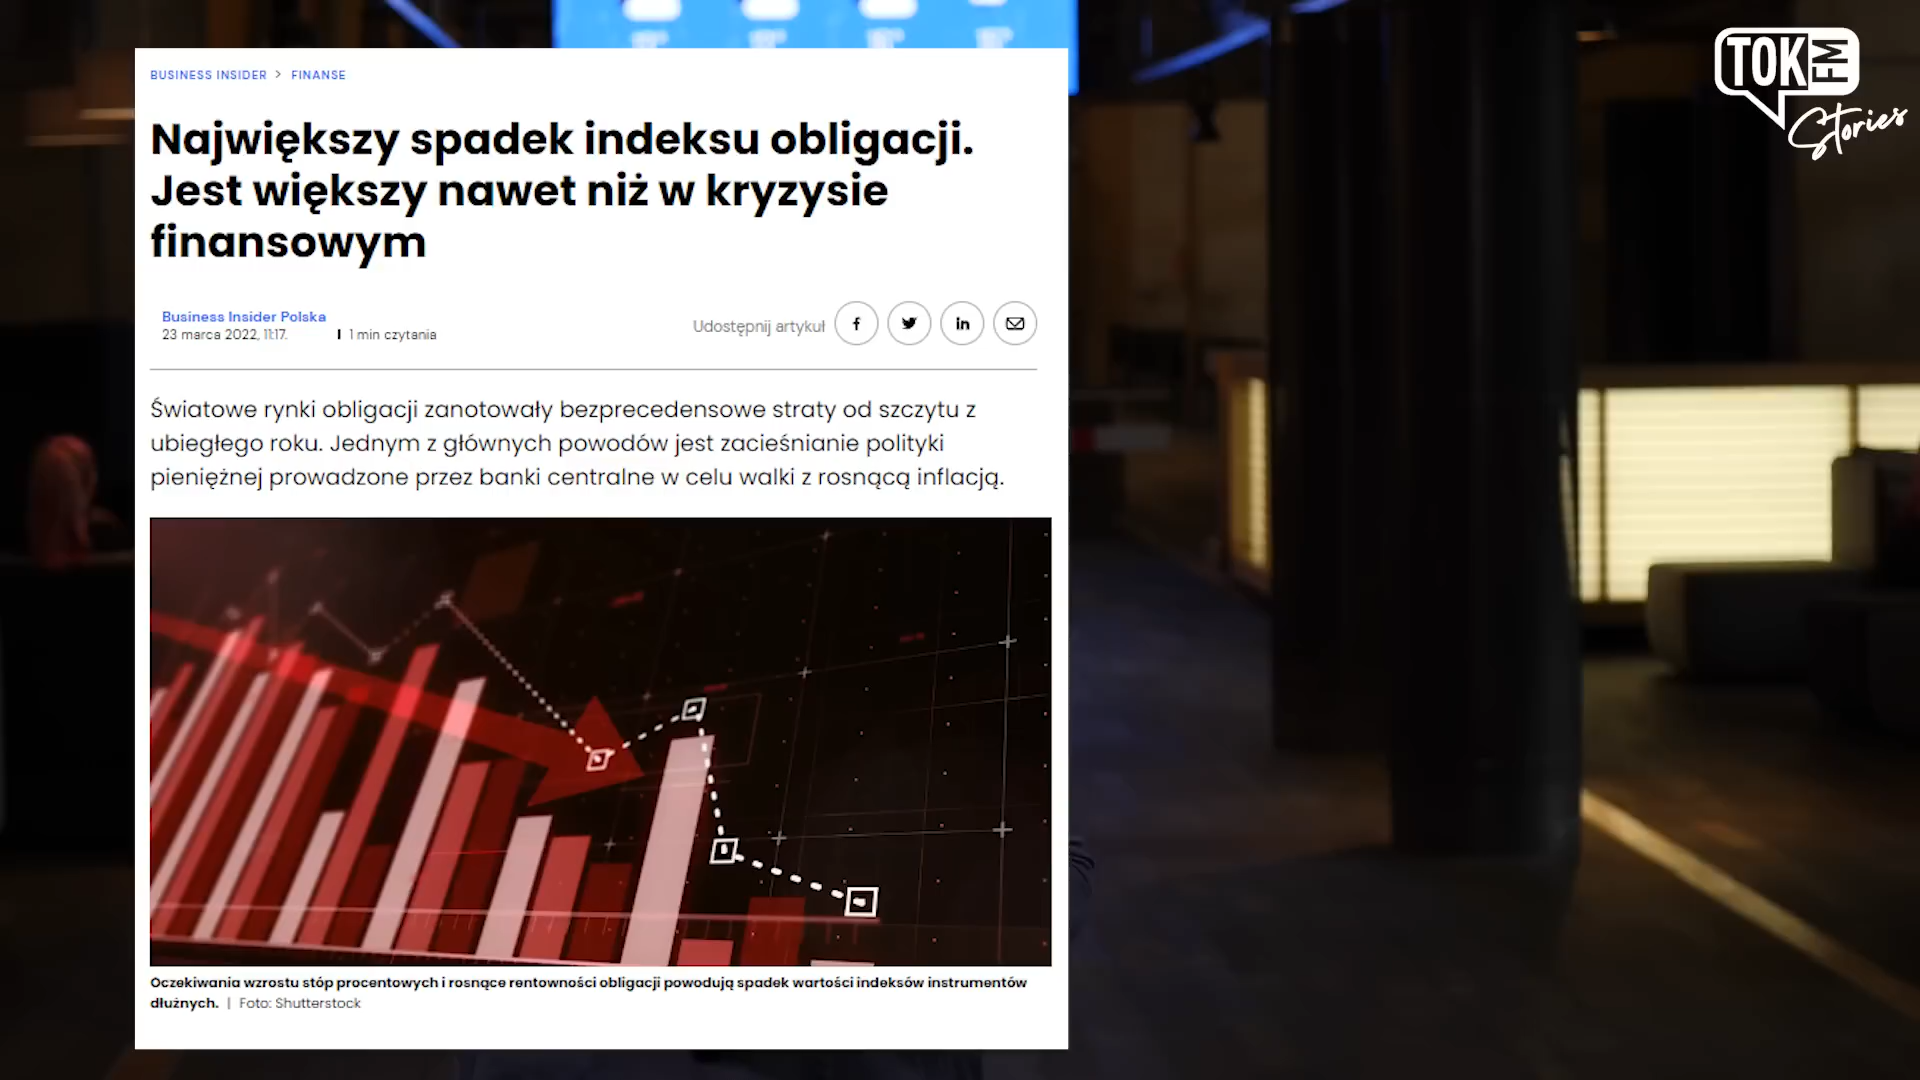 TOK FM
Stories
BUSINESS INSIDER > FINANSE
Największy spadek indeksu obligacji.
Jest większy nawet niż w kryzysie
finansowym
Business Insider Polska
23 marca 2022, 11:17.
1 min czytania
Udostępnij artykuł
Światowe rynki obligacji zanotowały bezprecedensowe straty od szczytu z
ubiegłego roku. Jednym z głównych powodów jest zacieśnianie polityki
pieniężnej prowadzone przez banki centralne w celu walki z rosnącą inflacją.
Oczekiwania wzrostu stóp procentowych i rosnące rentowności obligacji powodują spadek wartości indeksów instrumentów
dłużnych. | Foto: Shutterstock